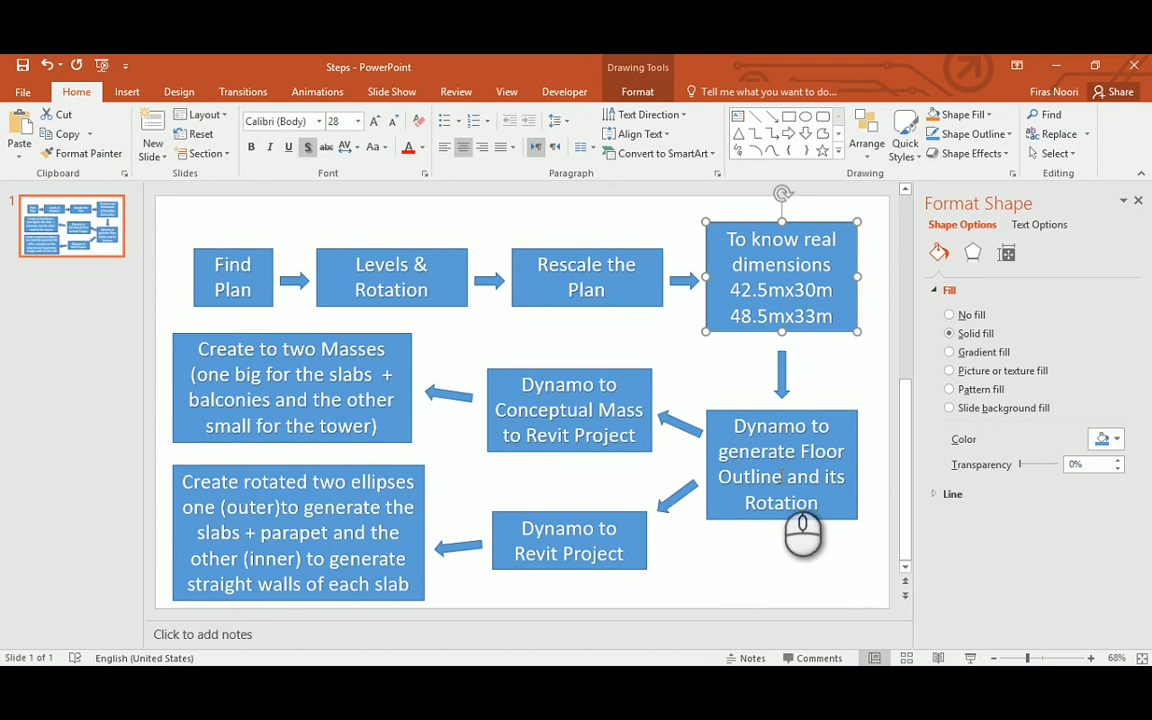 Steps - PowerPoint
Drawing Tools
File
Home
Insert
Design
Transitions
Animations
Slide Show
Review
View
Developer
Format
Tell me what you want to do...
Firas Noori
Share
Paste
Cut
Copy
Format Painter
Clipboard
New
Slide
Layout
Reset
Section
Slides
Calibri (Body)
28
B I U S abc AV Aa A
Font
Text Direction
Align Text
Convert to SmartArt
Paragraph
Arrange
Quick
Styles
Shape Fill
Shape Outline
Shape Effects
Drawing
Find
Replace
Select
Editing
1
Find
Plan
Levels &
Rotation
Rescale the
Plan
To know real
dimensions
42.5mx30m
48.5mx33m
Create to two Masses
(one big for the slabs +
balconies and the other
small for the tower)
Dynamo to
Conceptual Mass
to Revit Project
Dynamo to
generate Floor
Outline and its
Rotation
Create rotated two ellipses
one (outer)to generate the
slabs + parapet and the
other (inner) to generate
straight walls of each slab
Dynamo to
Revit Project
Format Shape
Shape Options
Text Options
Fill
No fill
Solid fill
Gradient fill
Picture or texture fill
Pattern fill
Slide background fill
Color
Transparency
0%
Line
Click to add notes
Slide 1 of 1
English (United States)
Notes
Comments
68%